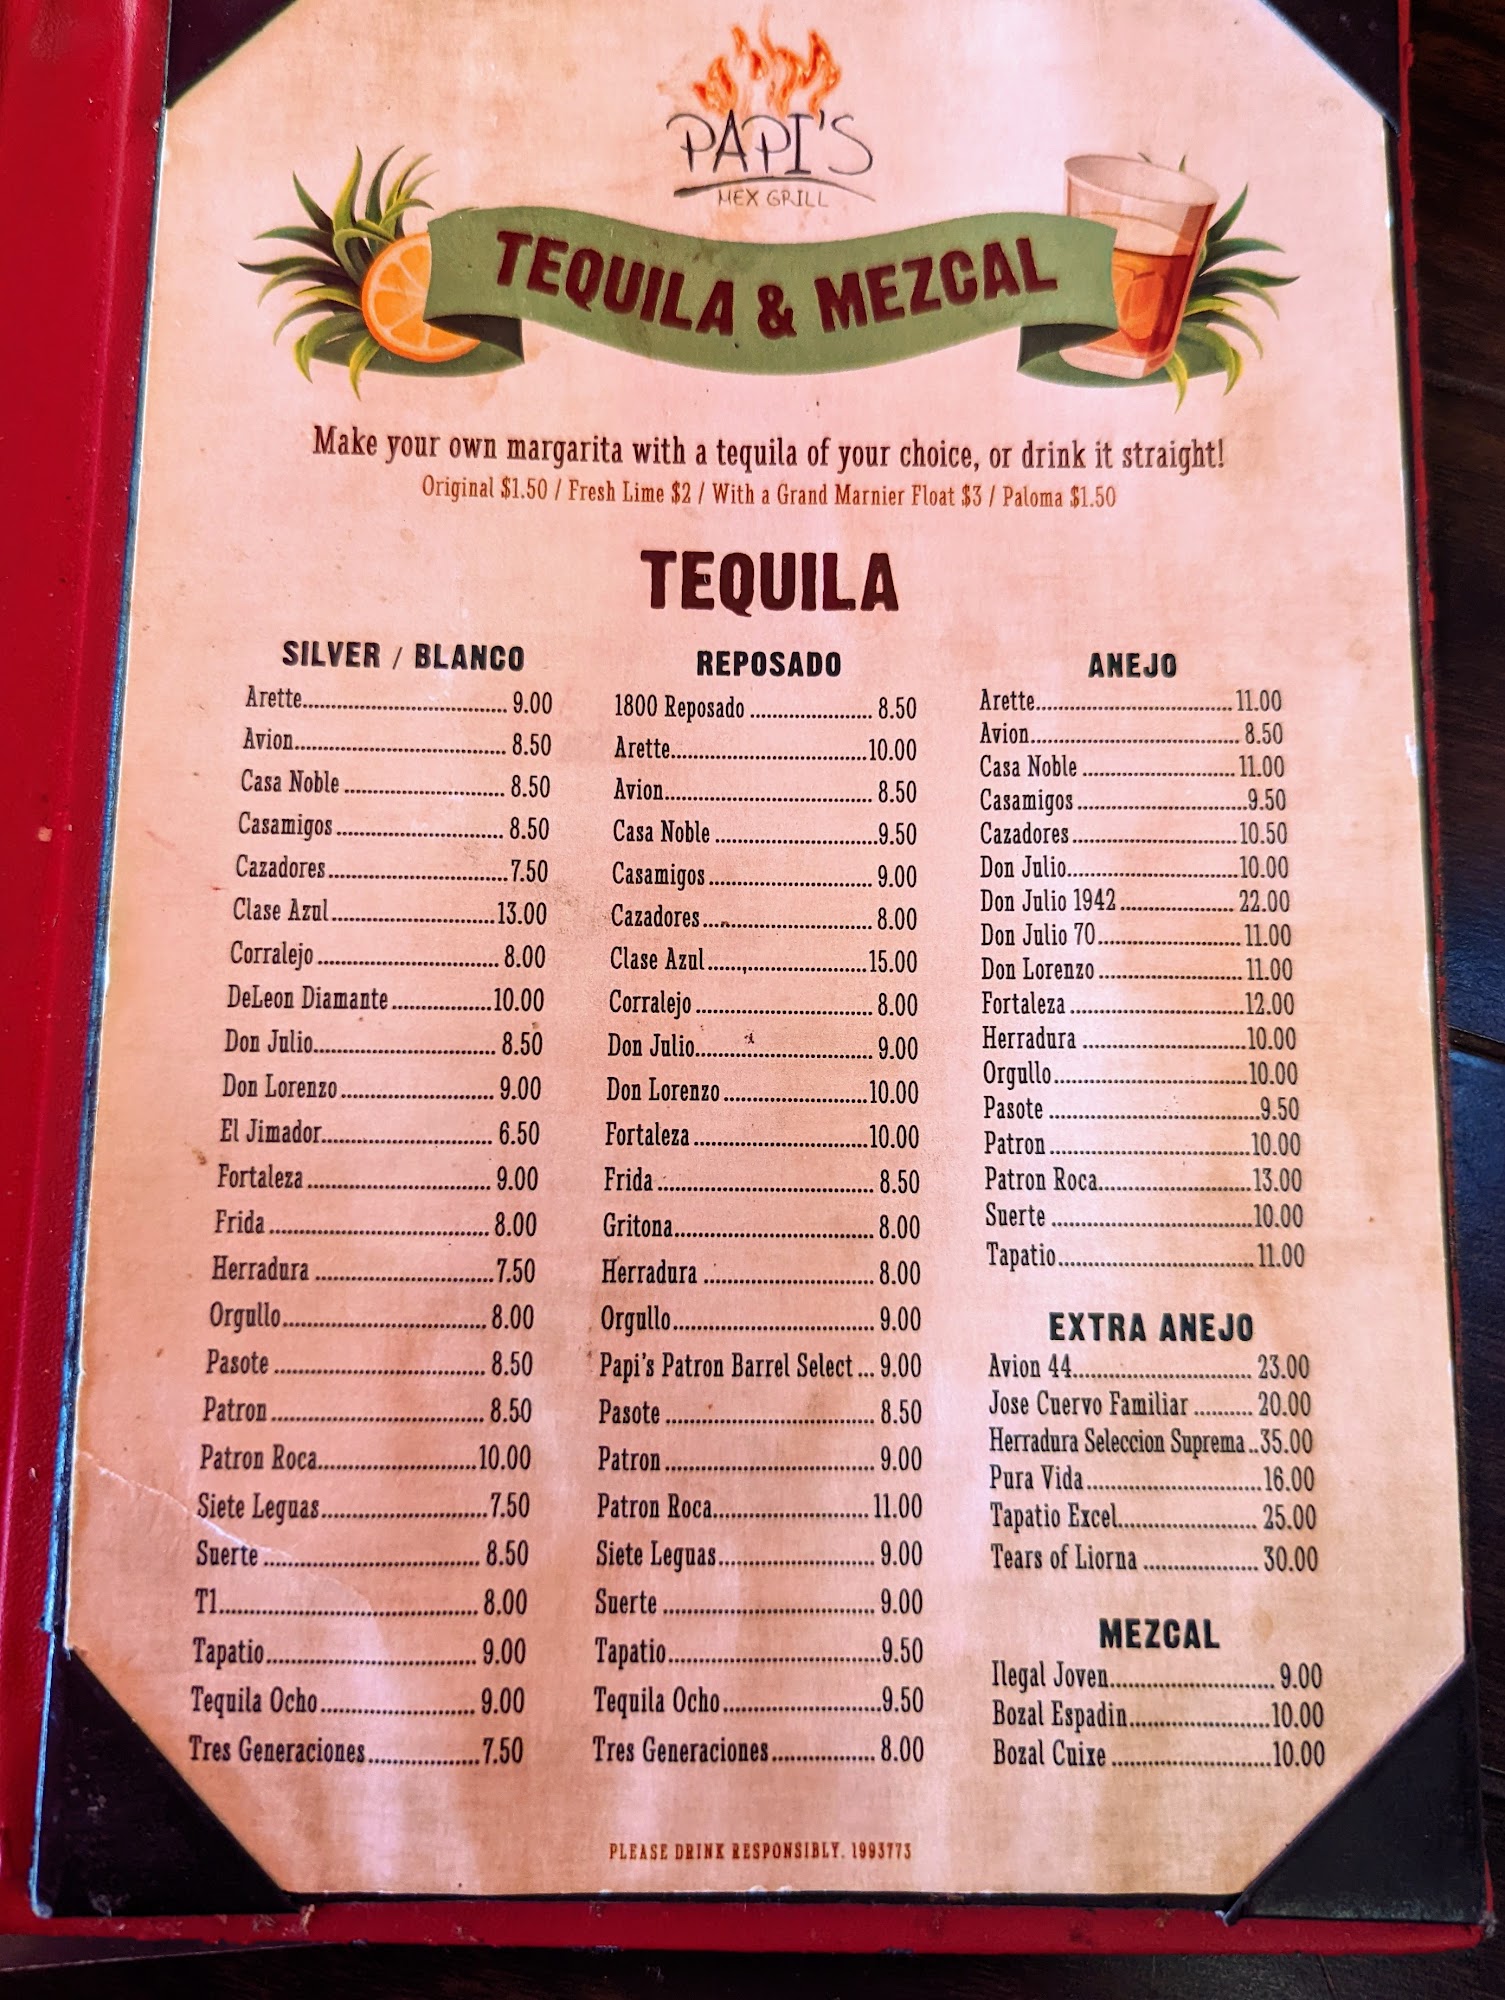 PAPI'S
MEX GRILL
TEQUILA & MEZCAL
Make your own margarita with a tequila of your choice, or drink it straight!
Original $1.50 / Fresh Lime $2 / With a Grand Marnier Float $3 / Paloma $1.50
TEQUILA
SILVER / BLANCO
Arette 9.00
Avion 8.50
Casa Noble 8.50
Casamigos 8.50
Cazadores 7.50
Clase Azul 13.00
Corralejo 8.00
DeLeon Diamante 10.00
Don Julio 8.50
Don Lorenzo 9.00
El Jimador 6.50
Fortaleza 9.00
Frida 8.00
Herradura 7.50
Orgullo 8.00
Pasote 8.50
Patron 8.50
Patron Roca 10.00
Siete Leguas 7.50
Suerte 8.50
T1 8.00
Tapatio 9.00
Tequila Ocho 9.00
Tres Generaciones 7.50
REPOSADO
1800 Reposado 8.50
Arette 10.00
Avion 8.50
Casa Noble 9.50
Casamigos 9.00
Cazadores 8.00
Clase Azul 15.00
Corralejo 8.00
Don Julio 9.00
Don Lorenzo 10.00
Fortaleza 10.00
Frida 8.50
Gritona 8.00
Herradura 8.00
Orgullo 9.00
Papi's Patron Barrel Select 9.00
Pasote 8.50
Patron 9.00
Patron Roca 11.00
Siete Leguas 9.00
Suerte 9.00
Tapatio 9.50
Tequila Ocho 9.50
Tres Generaciones 8.00
ANEJO
Arette 11.00
Avion 8.50
Casa Noble 11.00
Casamigos 9.50
Cazadores 10.50
Don Julio 10.00
Don Julio 1942 22.00
Don Julio 70 11.00
Don Lorenzo 11.00
Fortaleza 12.00
Herradura 10.00
Orgullo 10.00
Pasote 9.50
Patron 10.00
Patron Roca 13.00
Suerte 10.00
Tapatio 11.00
EXTRA ANEJO
Avion 44 23.00
Jose Cuervo Familiar 20.00
Herradura Seleccion Suprema 35.00
Pura Vida 16.00
Tapatio Excel 25.00
Tears of Liorna 30.00
MEZCAL
Ilegal Joven 9.00
Bozal Espadin 10.00
Bozal Cuixe 10.00
PLEASE DRINK RESPONSIBLY. 1993773